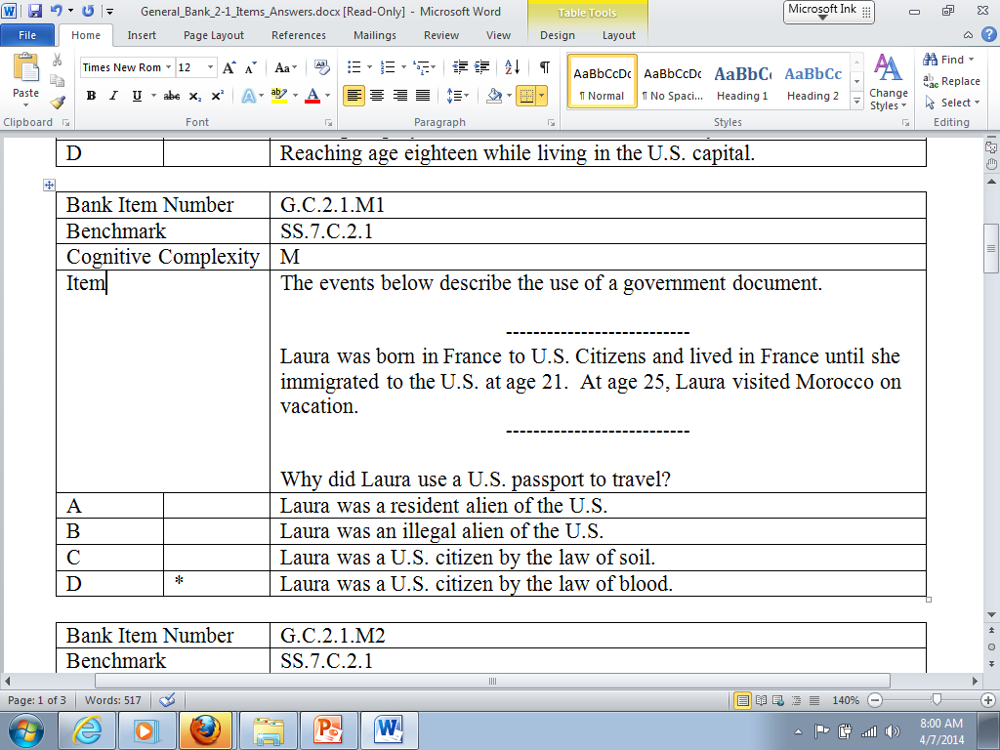 General_Bank_2-1_Items_Answers.docx [Read-Only] - Microsoft Word
Table Tools
Microsoft Ink
File Home Insert Page Layout References Mailings Review View Design Layout
Paste
Times New Rom 12
Aa
B I U abc x₂ x²
A ab A
AaBbCcDc AaBbCcDc AaBbC AaBbCc
¶ Normal ¶ No Spaci... Heading 1 Heading 2
Change Styles
Find
Replace
Select
Clipboard Font Paragraph Styles Editing
D Reaching age eighteen while living in the U.S. capital.
Bank Item Number G.C.2.1.M1
Benchmark SS.7.C.2.1
Cognitive Complexity M
Item The events below describe the use of a government document.
---------------------------
Laura was born in France to U.S. Citizens and lived in France until she
immigrated to the U.S. at age 21. At age 25, Laura visited Morocco on
vacation.
---------------------------
Why did Laura use a U.S. passport to travel?
A Laura was a resident alien of the U.S.
B Laura was an illegal alien of the U.S.
C Laura was a U.S. citizen by the law of soil.
D * Laura was a U.S. citizen by the law of blood.
Bank Item Number G.C.2.1.M2
Benchmark SS.7.C.2.1
Page: 1 of 3 Words: 517 140%
8:00 AM
4/7/2014